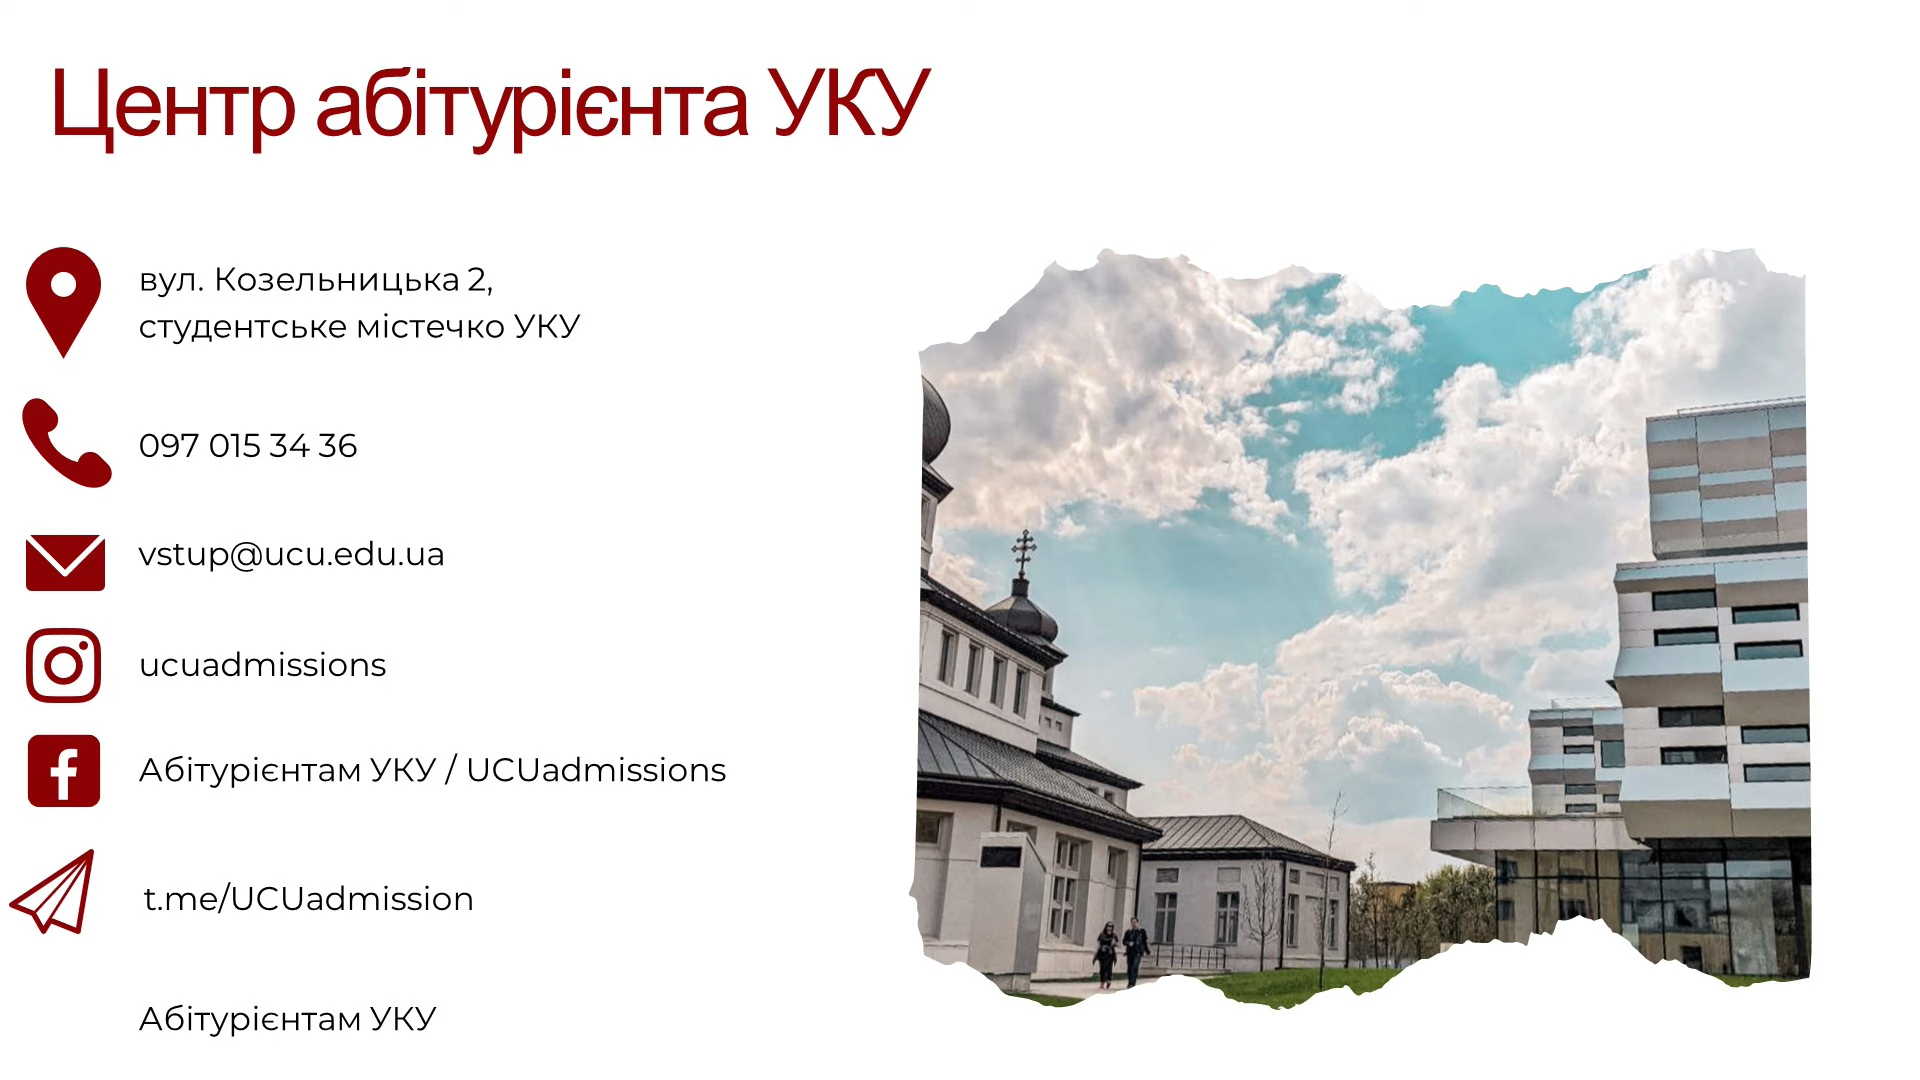 Центр абітурієнта УКУ
вул. Козельницька 2,
студентське містечко УКУ
097 015 34 36
vstup@ucu.edu.ua
ucuadmissions
Абітурієнтам УКУ / UCUadmissions
t.me/UCUadmission
Абітурієнтам УКУ